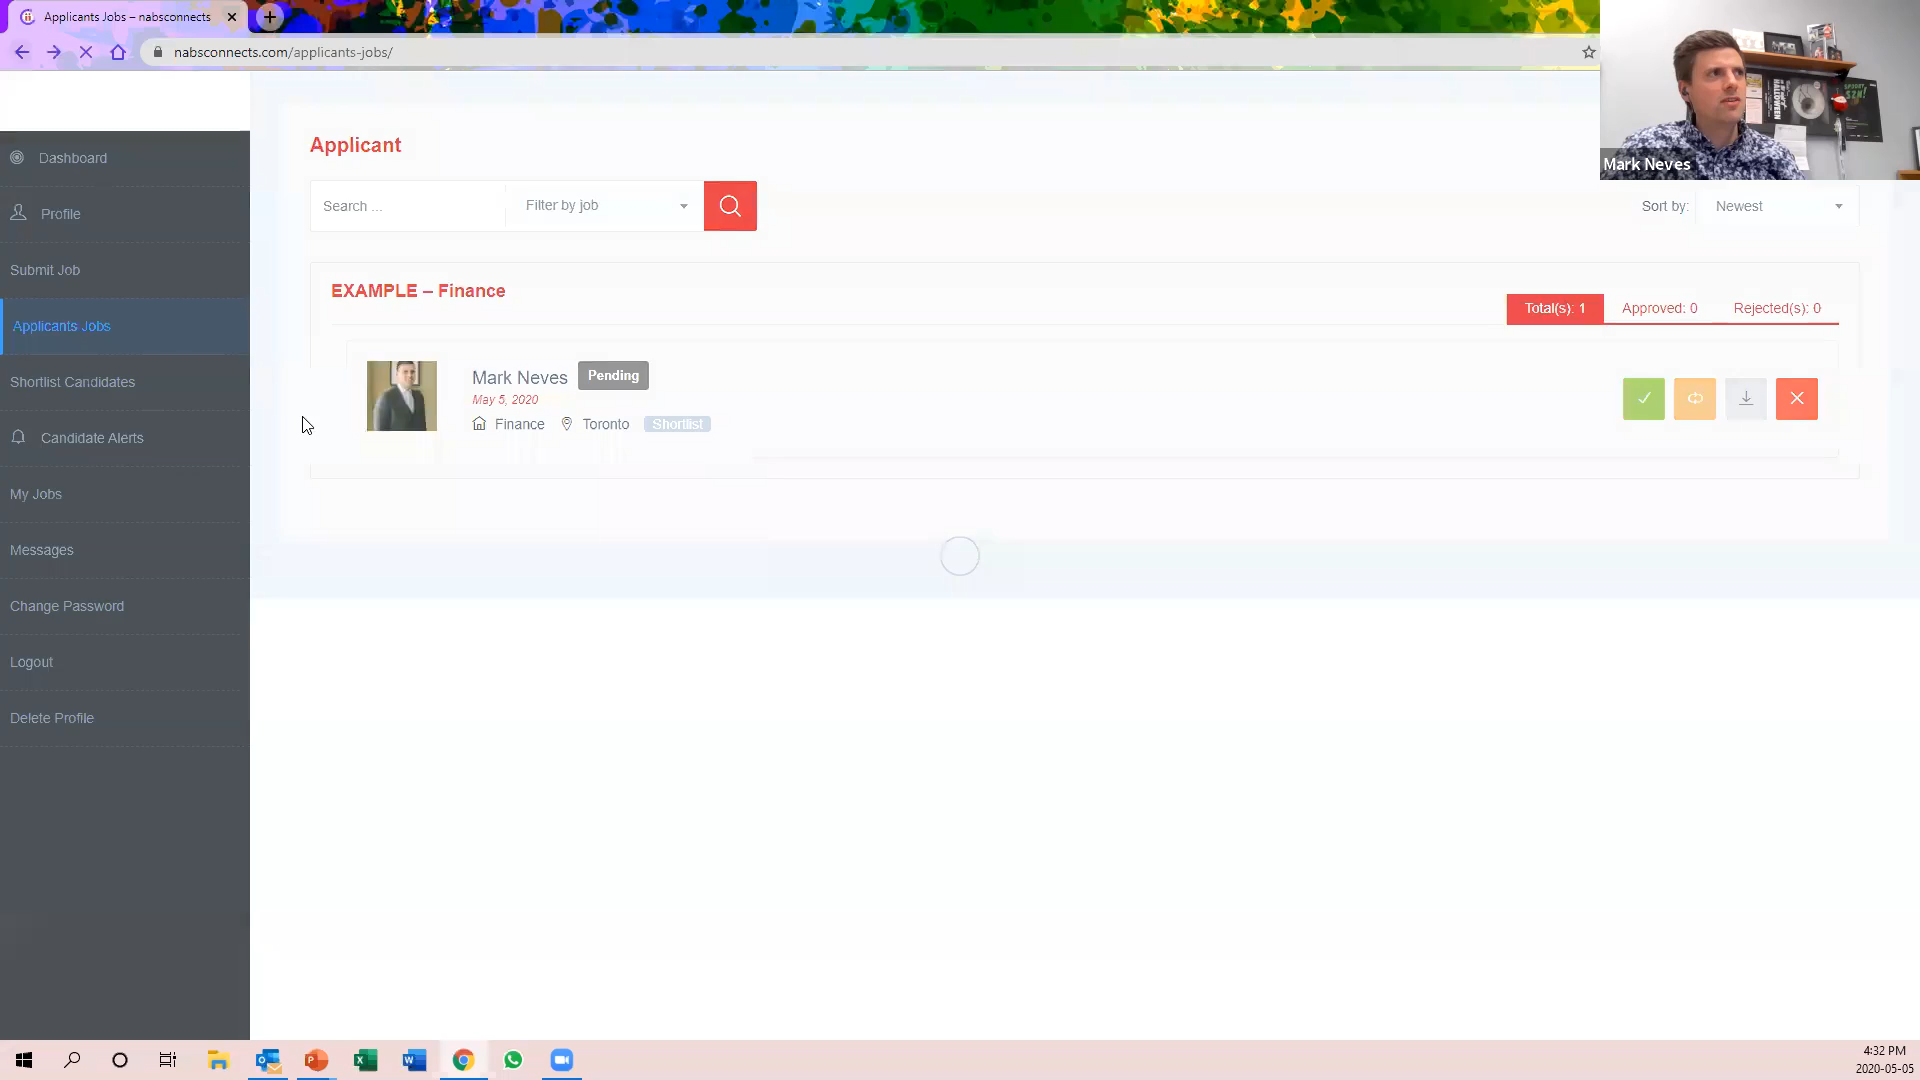 Applicants Jobs – nabsconnects
nabsconnects.com/applicants-jobs/
Mark Neves
Dashboard
Profile
Submit Job
Applicants Jobs
Shortlist Candidates
Candidate Alerts
My Jobs
Messages
Change Password
Logout
Delete Profile
Applicant
Search ...
Filter by job
Sort by:
Newest
EXAMPLE – Finance
Total(s): 1
Approved: 0
Rejected(s): 0
Mark Neves
Pending
May 5, 2020
Finance
Toronto
Shortlist
HALLOWEEN
4:32 PM
2020-05-05